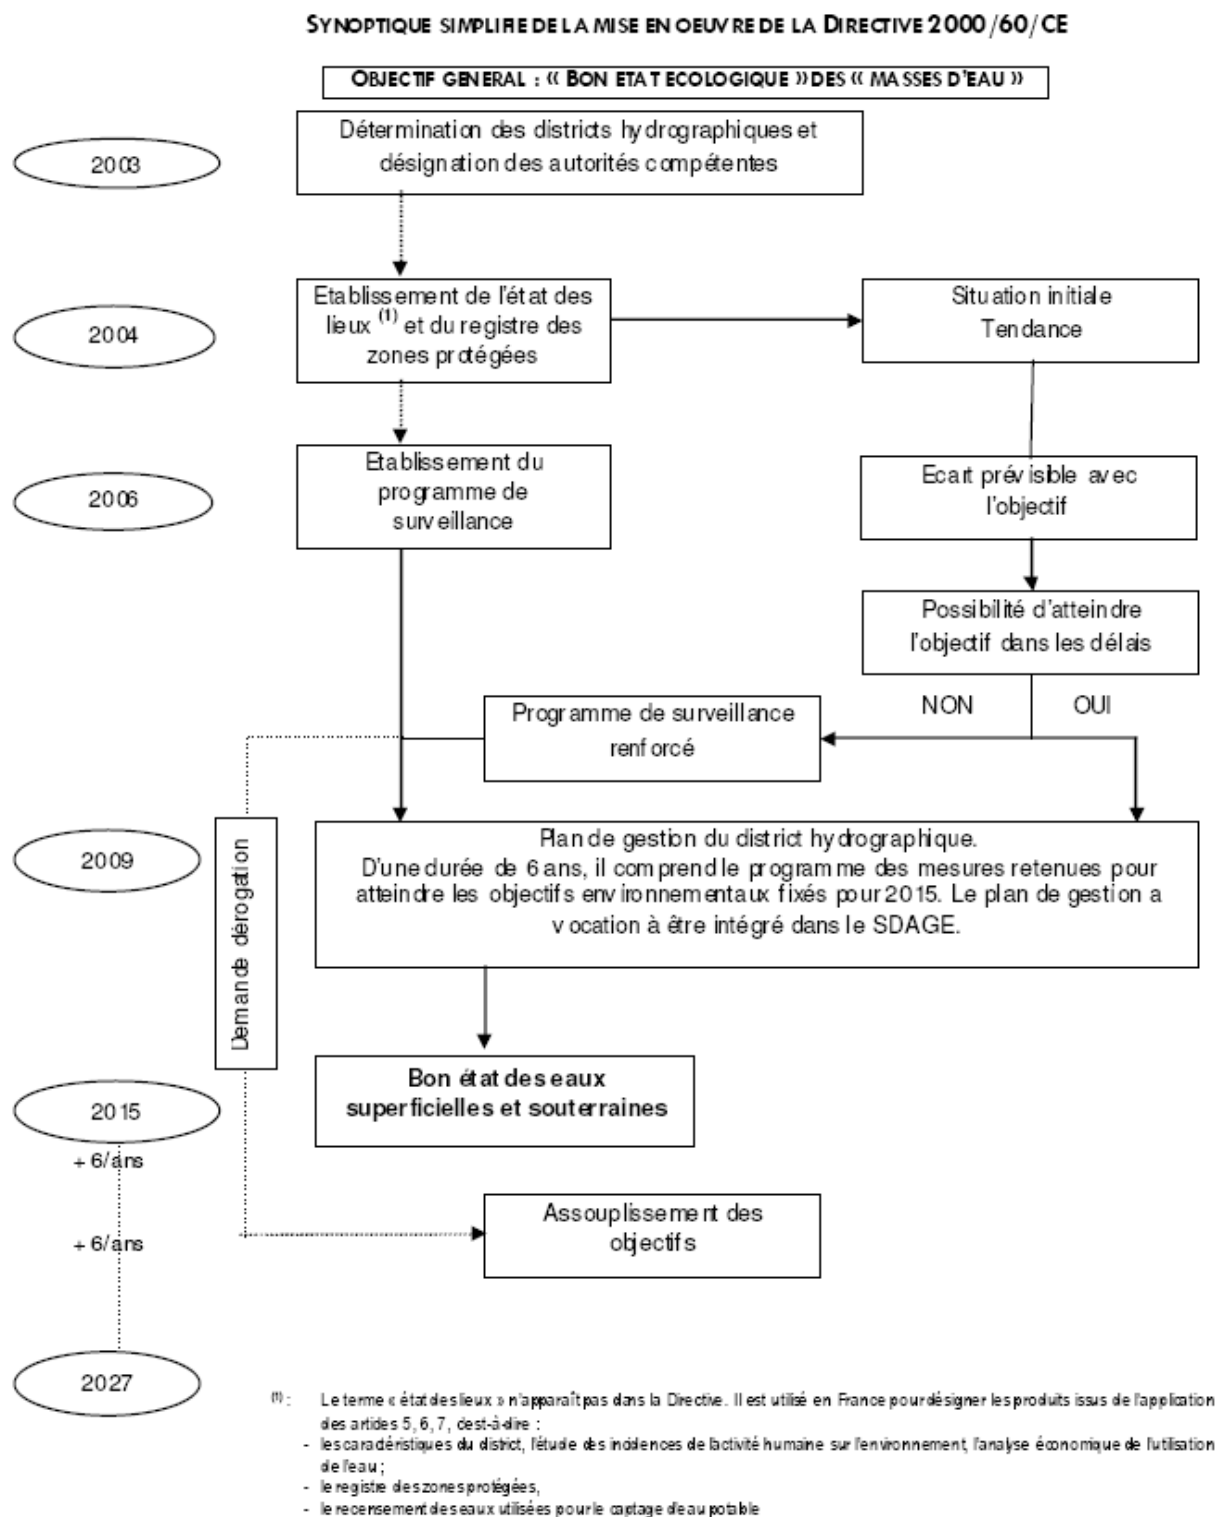 SYNOPTIQUE SIMPLIFIE DE LA MISE EN OEUVRE DE LA DIRECTIVE 2000/60/CE
OBJECTIF GENERAL : « BON ETAT ECOLOGIQUE » DES « MASSES D'EAU »
2003
Détermination des districts hydrographiques et
désignation des autorités compétentes
2004
Etablissement de l'état des
lieux (1) et du registre des
zones protégées
Situation initiale
Tendance
2006
Etablissement du
programme de
surveillance
Ecart prévisible avec
l'objectif
Possibilité d'atteindre
l'objectif dans les délais
NON
OUI
Programme de surveillance
renforcé
2009
Demande dérogation
Plan de gestion du district hydrographique.
D'une durée de 6 ans, il comprend le programme des mesures retenues pour
atteindre les objectifs environnementaux fixés pour 2015. Le plan de gestion a
vocation à être intégré dans le SDAGE.
Bon état des eaux
superficielles et souterraines
2015
+ 6/ans
Assouplissement des
objectifs
+ 6/ans
2027
(1) : Le terme « état des lieux » n'apparaît pas dans la Directive. Il est utilisé en France pour désigner les produits issus de l'application
des articles 5, 6, 7, c'est-à-dire :
- les caractéristiques du district, l'étude des incidences de l'activité humaine sur l'environnement, l'analyse économique de l'utilisation
de l'eau ;
- le registre des zones protégées,
- le recensement des eaux utilisées pour le captage d'eau potable